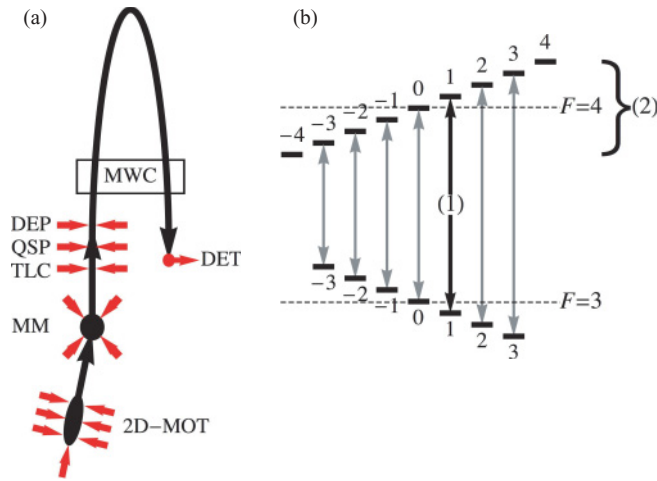 (a)
MWC
DEP
QSP
TLC
DET
MM
2D−MOT
(b)
4
3
2
1
0
−1
−2
−3
−4
F=4
(2)
(1)
−3
−2
−1
0
1
2
3
F=3